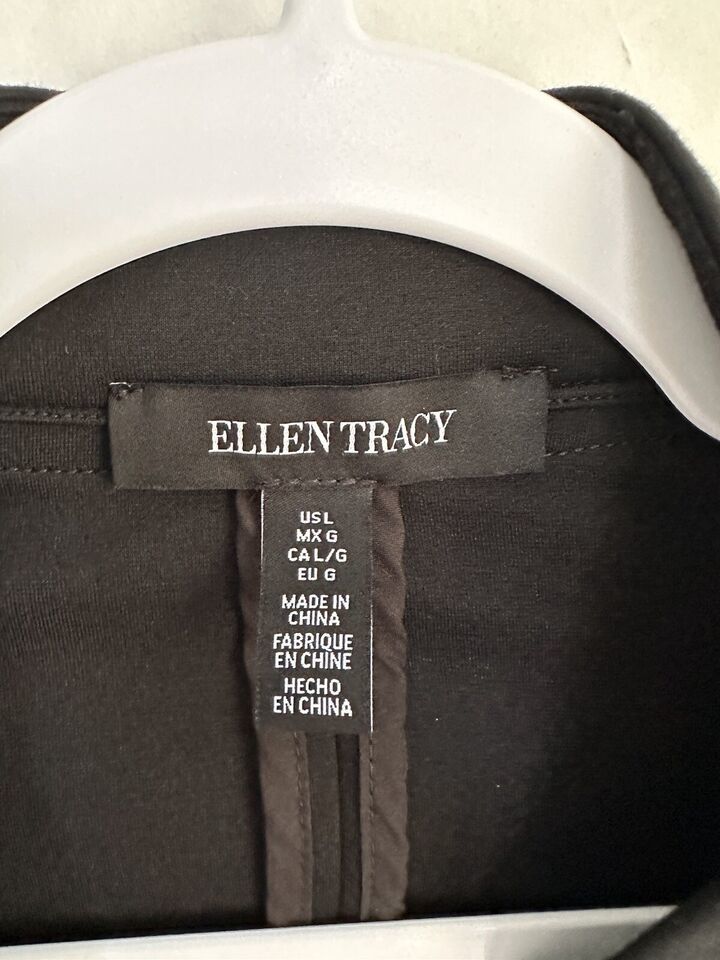 ELLEN TRACY
US L
MX G
CA L/G
EU G
MADE IN
CHINA
FABRIQUE
EN CHINE
HECHO
EN CHINA